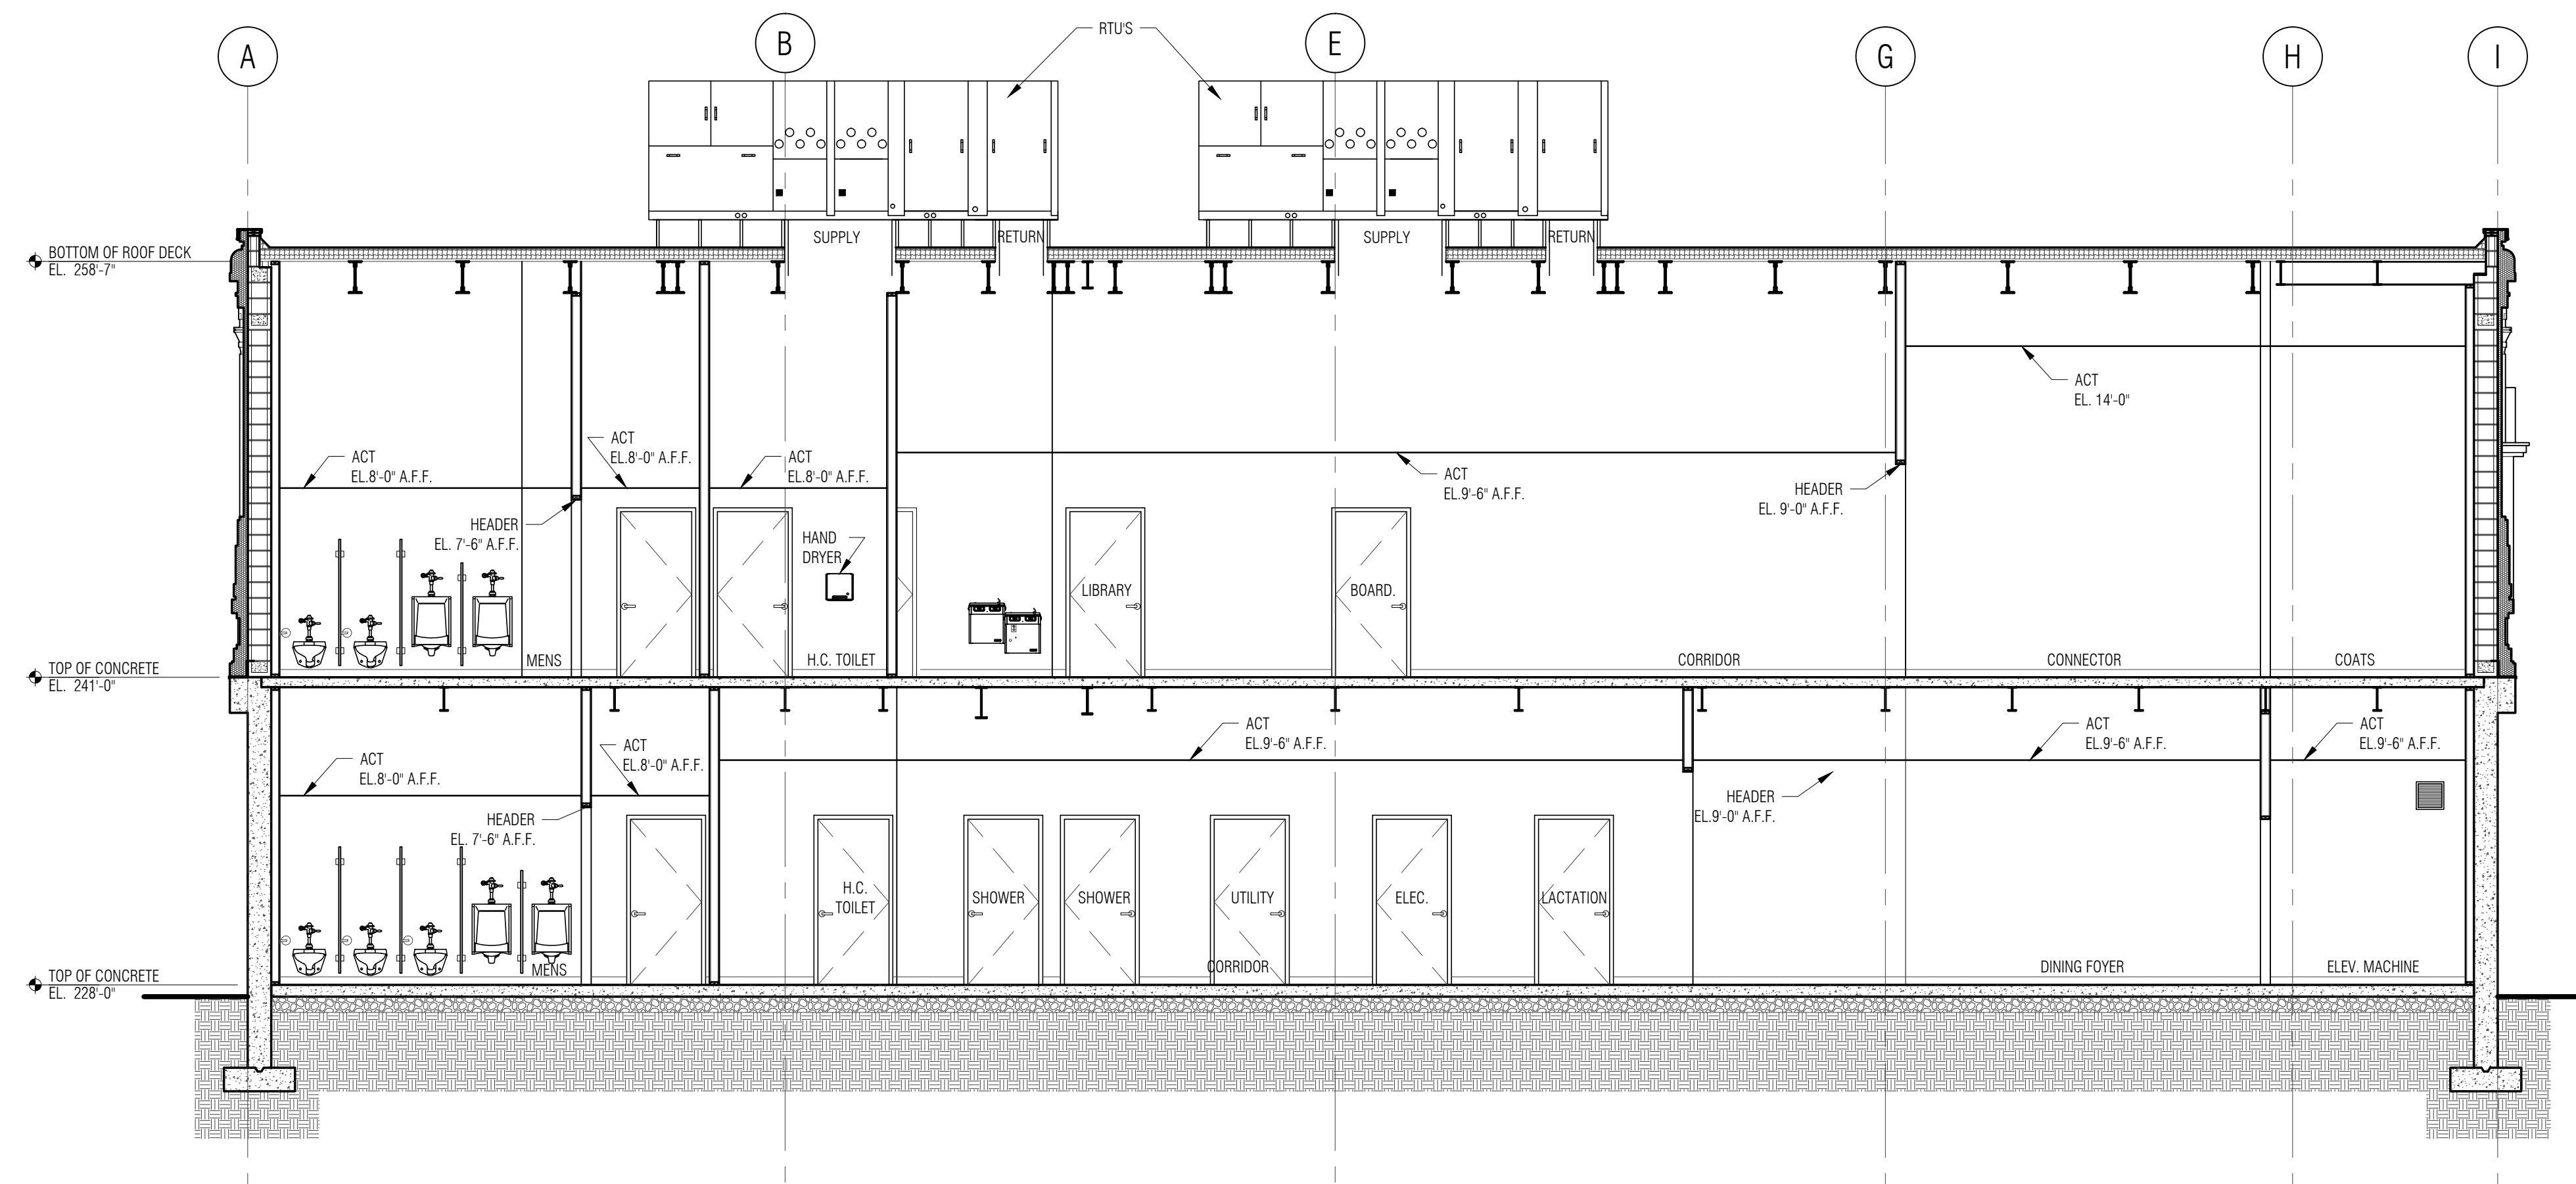 A
B
E
G
H
I
RTU'S
SUPPLY
RETURN
SUPPLY
RETURN
BOTTOM OF ROOF DECK
EL. 258'-7"
ACT
EL. 14'-0"
ACT
EL.8'-0" A.F.F.
ACT
EL.8'-0" A.F.F.
ACT
EL.8'-0" A.F.F.
ACT
EL.9'-6" A.F.F.
HEADER
EL. 9'-0" A.F.F.
HEADER
EL. 7'-6" A.F.F.
HAND
DRYER
LIBRARY
BOARD.
MENS
H.C. TOILET
CORRIDOR
CONNECTOR
COATS
TOP OF CONCRETE
EL. 241'-0"
ACT
EL.8'-0" A.F.F.
ACT
EL.8'-0" A.F.F.
ACT
EL.9'-6" A.F.F.
ACT
EL.9'-6" A.F.F.
ACT
EL.9'-6" A.F.F.
HEADER
EL. 7'-6" A.F.F.
HEADER
EL.9'-0" A.F.F.
H.C.
TOILET
SHOWER
SHOWER
UTILITY
ELEC.
LACTATION
MENS
CORRIDOR
DINING FOYER
ELEV. MACHINE
TOP OF CONCRETE
EL. 228'-0"